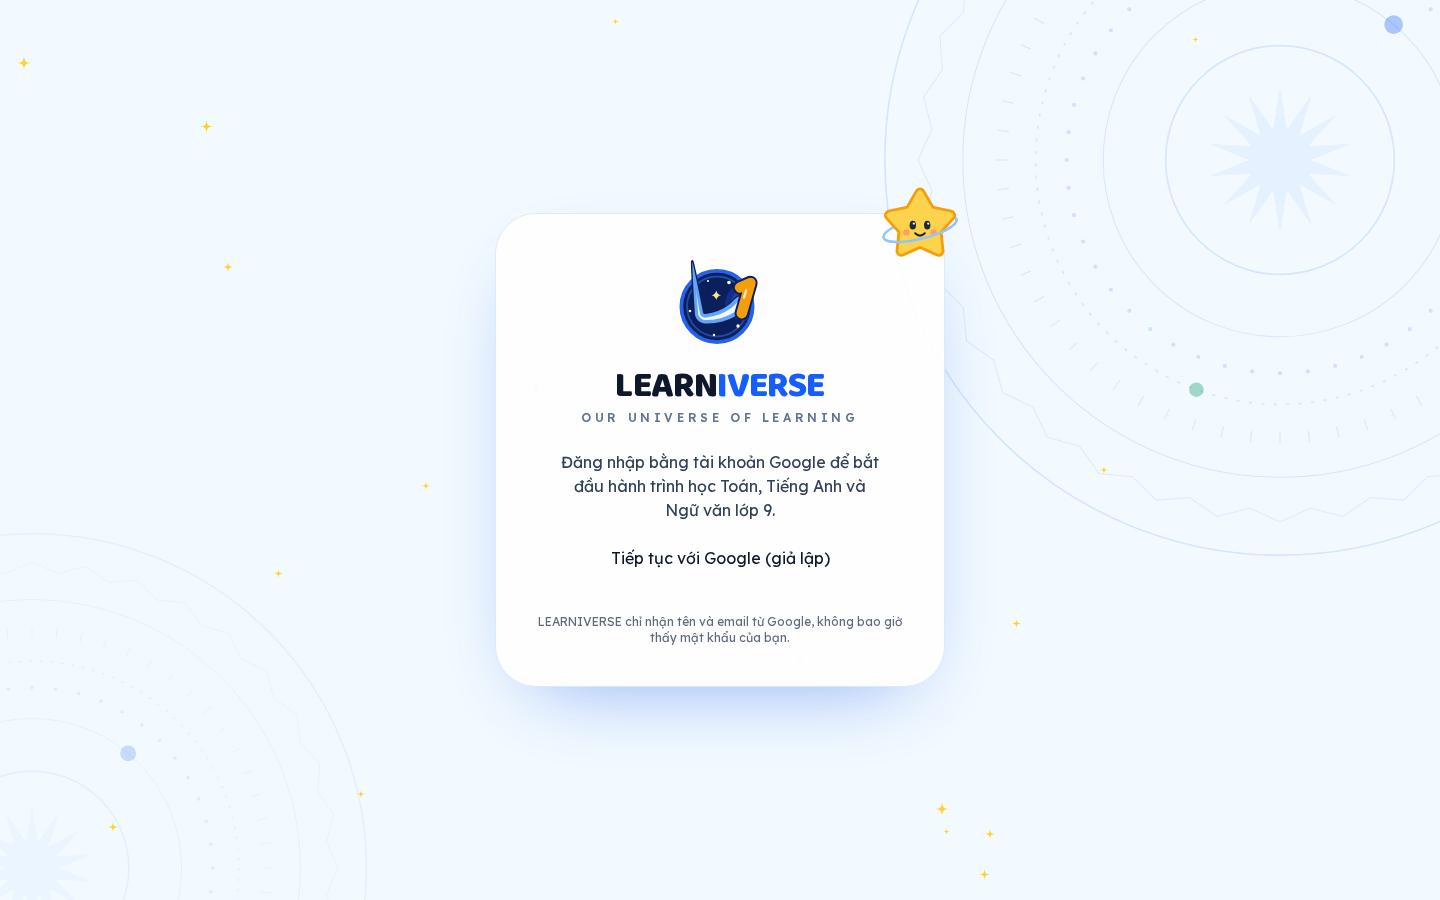 LEARNIVERSE
OUR UNIVERSE OF LEARNING
Đăng nhập bằng tài khoản Google để bắt
đầu hành trình học Toán, Tiếng Anh và
Ngữ văn lớp 9.
Tiếp tục với Google (giả lập)
LEARNIVERSE chỉ nhận tên và email từ Google, không bao giờ
thấy mật khẩu của bạn.